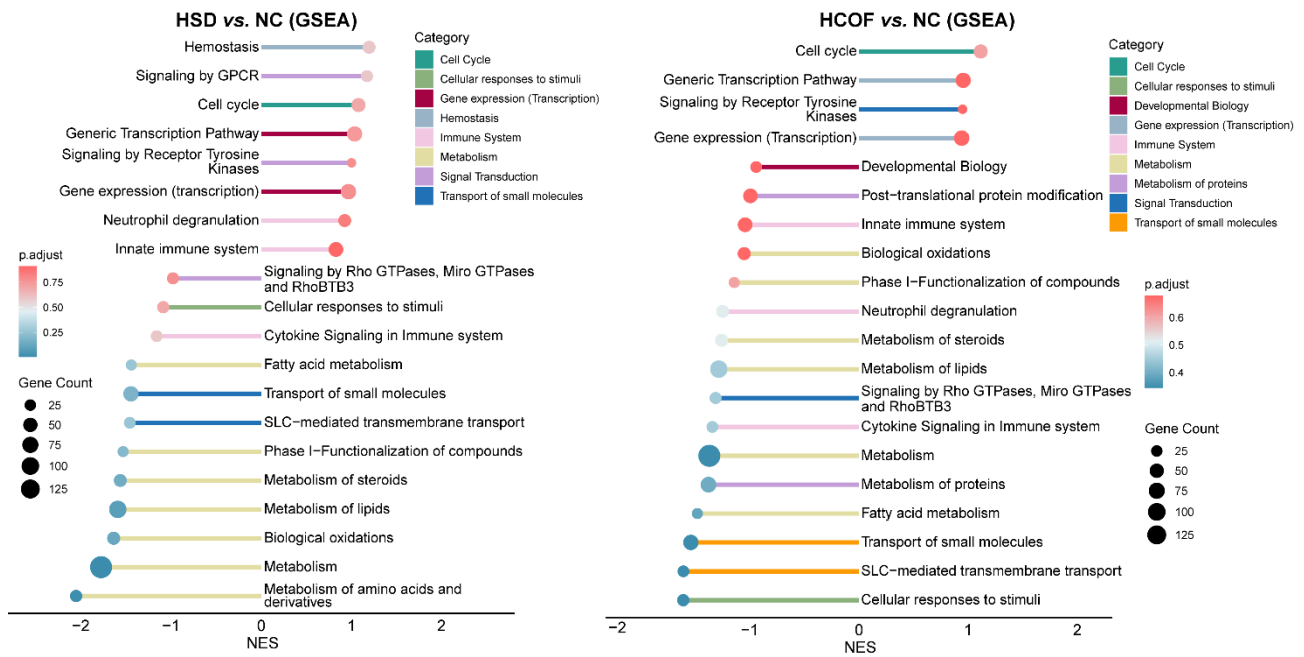 HSD vs. NC (GSEA)
Hemostasis
Signaling by GPCR
Cell cycle
Generic Transcription Pathway
Signaling by Receptor Tyrosine
Kinases
Gene expression (transcription)
Neutrophil degranulation
Innate immune system
Signaling by Rho GTPases, Miro GTPases
and RhoBTB3
Cellular responses to stimuli
Cytokine Signaling in Immune system
Fatty acid metabolism
Transport of small molecules
SLC−mediated transmembrane transport
Phase I−Functionalization of compounds
Metabolism of steroids
Metabolism of lipids
Biological oxidations
Metabolism
Metabolism of amino acids and
derivatives
−2 −1 0 1 2
NES
Category
Cell Cycle
Cellular responses to stimuli
Gene expression (Transcription)
Hemostasis
Immune System
Metabolism
Signal Transduction
Transport of small molecules
p.adjust
0.75
0.50
0.25
Gene Count
25
50
75
100
125
HCOF vs. NC (GSEA)
Cell cycle
Generic Transcription Pathway
Signaling by Receptor Tyrosine
Kinases
Gene expression (Transcription)
Developmental Biology
Post−translational protein modification
Innate immune system
Biological oxidations
Phase I−Functionalization of compounds
Neutrophil degranulation
Metabolism of steroids
Metabolism of lipids
Signaling by Rho GTPases, Miro GTPases
and RhoBTB3
Cytokine Signaling in Immune system
Metabolism
Metabolism of proteins
Fatty acid metabolism
Transport of small molecules
SLC−mediated transmembrane transport
Cellular responses to stimuli
−2 −1 0 1 2
NES
Category
Cell Cycle
Cellular responses to stimuli
Developmental Biology
Gene expression (Transcription)
Immune System
Metabolism
Metabolism of proteins
Signal Transduction
Transport of small molecules
p.adjust
0.6
0.5
0.4
Gene Count
25
50
75
100
125